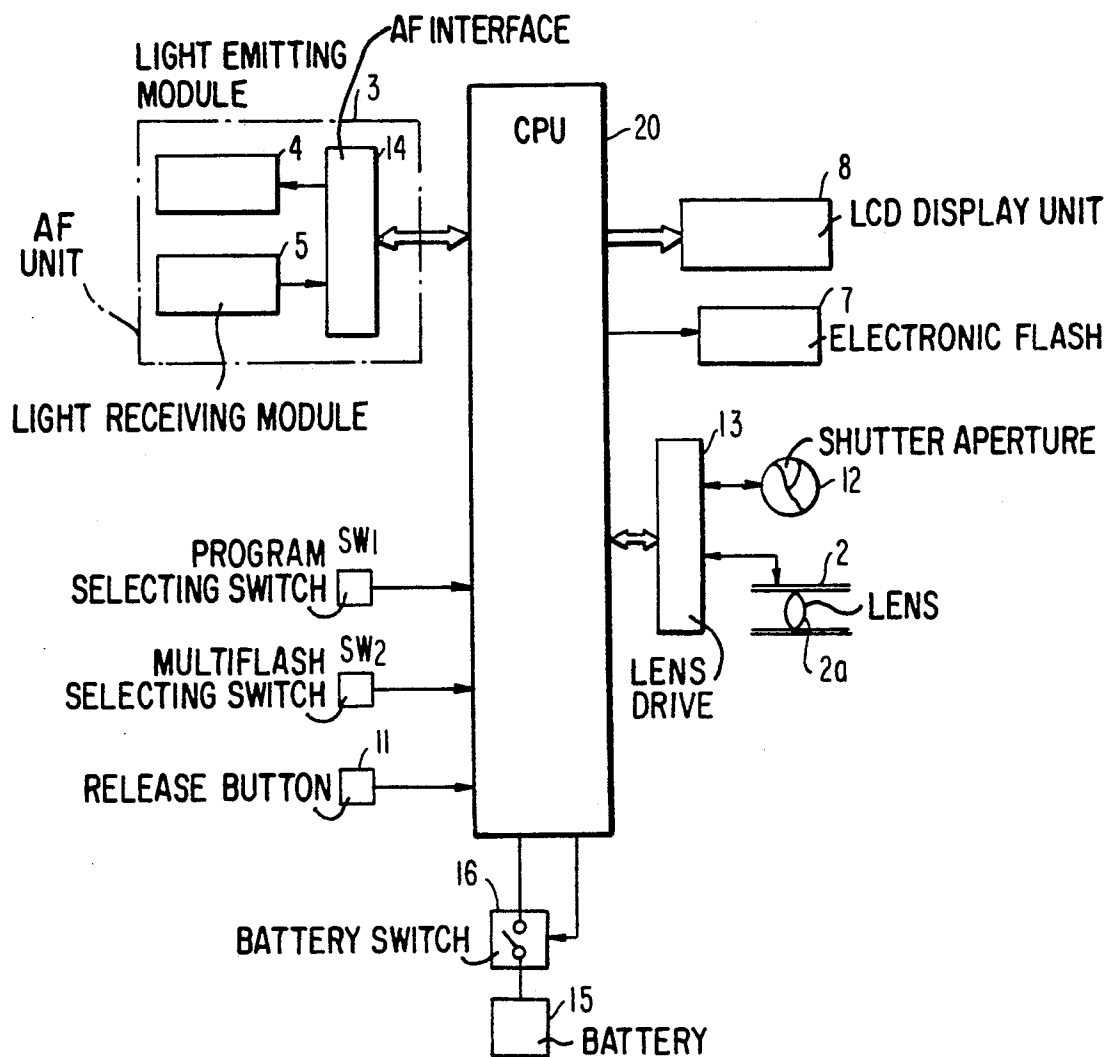 AF INTERFACE
LIGHT EMITTING
MODULE
3
4
14
CPU
20
5
AF
UNIT
LIGHT RECEIVING MODULE
8
LCD DISPLAY UNIT
7
ELECTRONIC FLASH
13
SHUTTER APERTURE
12
2
LENS
2a
LENS
DRIVE
PROGRAM SW1
SELECTING SWITCH
MULTIFLASH SW2
SELECTING SWITCH
11
RELEASE BUTTON
16
BATTERY SWITCH
15
BATTERY